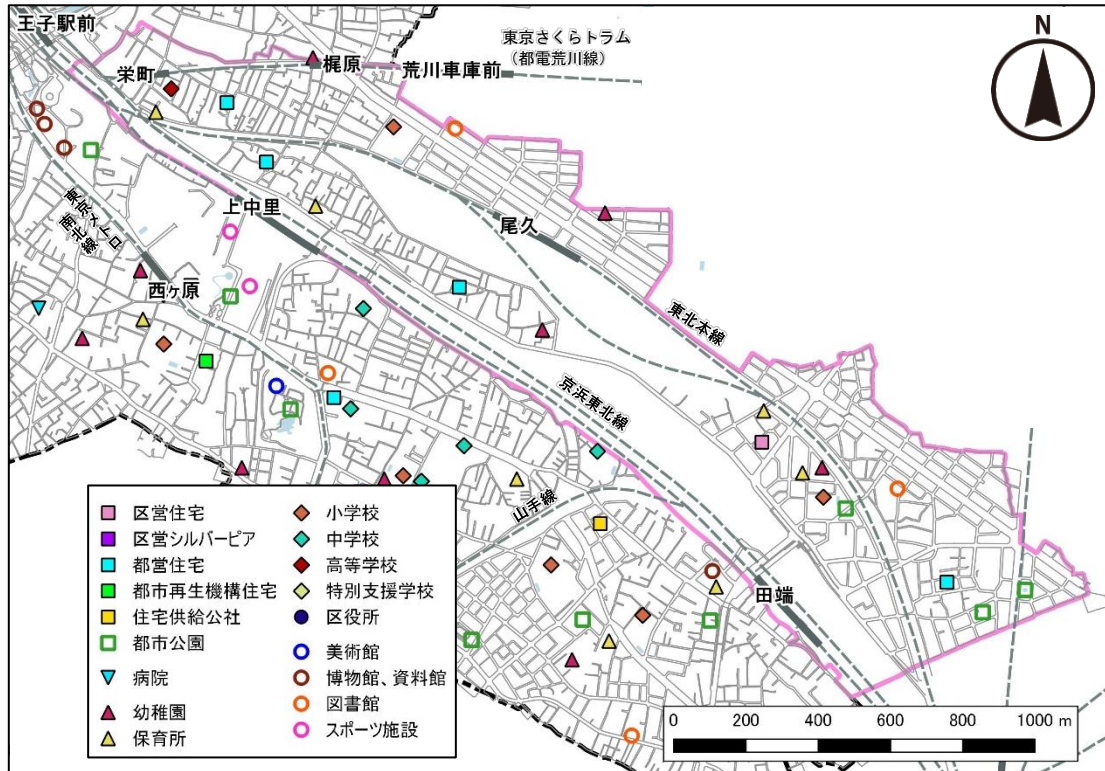 王子駅前
栄町
梶原
荒川車庫前
東京さくらトラム
（都電荒川線）
N
上中里
尾久
東京メトロ
南北線
西ヶ原
東北本線
京浜東北線
山手線
田端
区営住宅
区営シルバーピア
都営住宅
都市再生機構住宅
住宅供給公社
都市公園
病院
幼稚園
保育所
小学校
中学校
高等学校
特別支援学校
区役所
美術館
博物館、資料館
図書館
スポーツ施設
0 200 400 600 800 1000 m